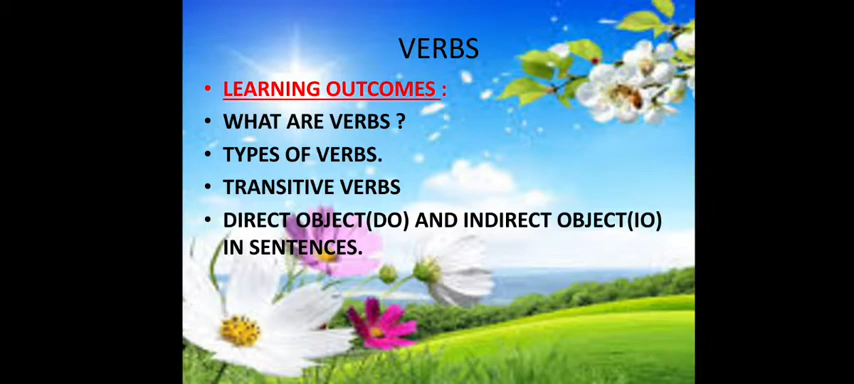 VERBS
• LEARNING OUTCOMES :
• WHAT ARE VERBS ?
• TYPES OF VERBS.
• TRANSITIVE VERBS
• DIRECT OBJECT(DO) AND INDIRECT OBJECT(IO)
IN SENTENCES.